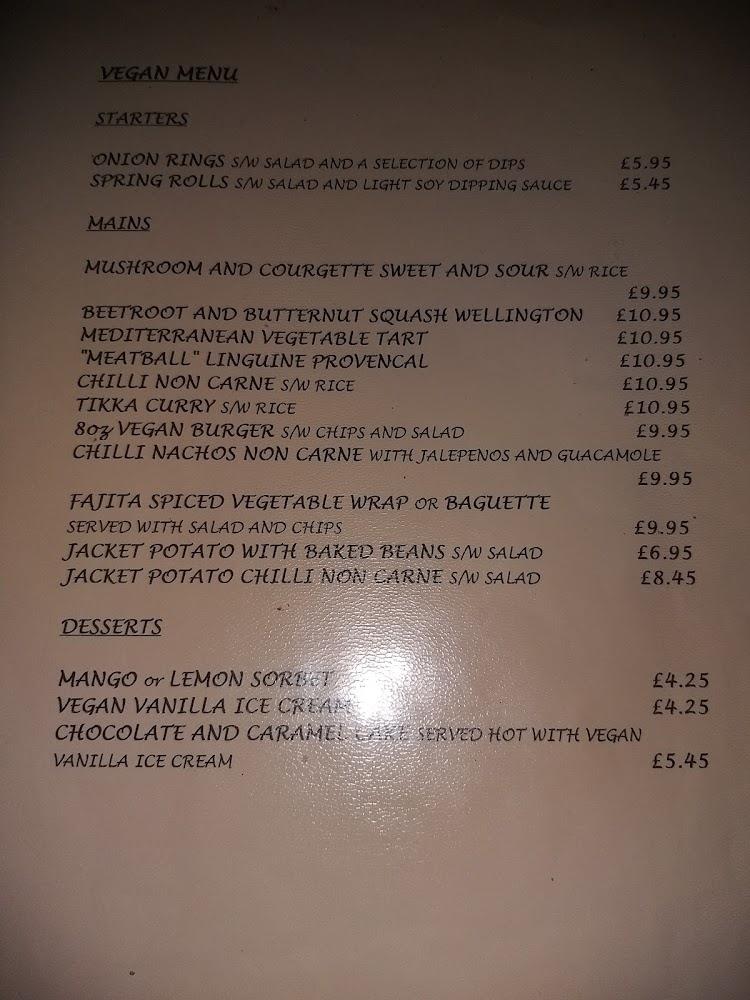 VEGAN MENU
STARTERS
ONION RINGS S/W SALAD AND A SELECTION OF DIPS £5.95
SPRING ROLLS S/W SALAD AND LIGHT SOY DIPPING SAUCE £5.45
MAINS
MUSHROOM AND COURGETTE SWEET AND SOUR S/W RICE
£9.95
BEETROOT AND BUTTERNUT SQUASH WELLINGTON £10.95
MEDITERRANEAN VEGETABLE TART £10.95
"MEATBALL" LINGUINE PROVENCAL £10.95
CHILLI NON CARNE S/W RICE £10.95
TIKKA CURRY S/W RICE £10.95
8oz VEGAN BURGER S/W CHIPS AND SALAD £9.95
CHILLI NACHOS NON CARNE WITH JALEPENOS AND GUACAMOLE
£9.95
FAJITA SPICED VEGETABLE WRAP OR BAGUETTE
SERVED WITH SALAD AND CHIPS £9.95
JACKET POTATO WITH BAKED BEANS S/W SALAD £6.95
JACKET POTATO CHILLI NON CARNE S/W SALAD £8.45
DESSERTS
MANGO or LEMON SORBET £4.25
VEGAN VANILLA ICE CREAM £4.25
CHOCOLATE AND CARAMEL CAKE SERVED HOT WITH VEGAN
VANILLA ICE CREAM £5.45